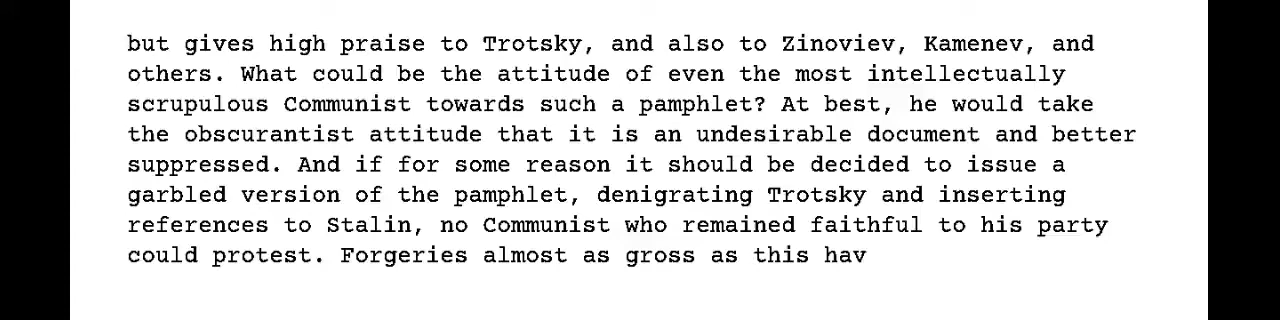 but gives high praise to Trotsky, and also to Zinoviev, Kamenev, and
others. What could be the attitude of even the most intellectually
scrupulous Communist towards such a pamphlet? At best, he would take
the obscurantist attitude that it is an undesirable document and better
suppressed. And if for some reason it should be decided to issue a
garbled version of the pamphlet, denigrating Trotsky and inserting
references to Stalin, no Communist who remained faithful to his party
could protest. Forgeries almost as gross as this hav